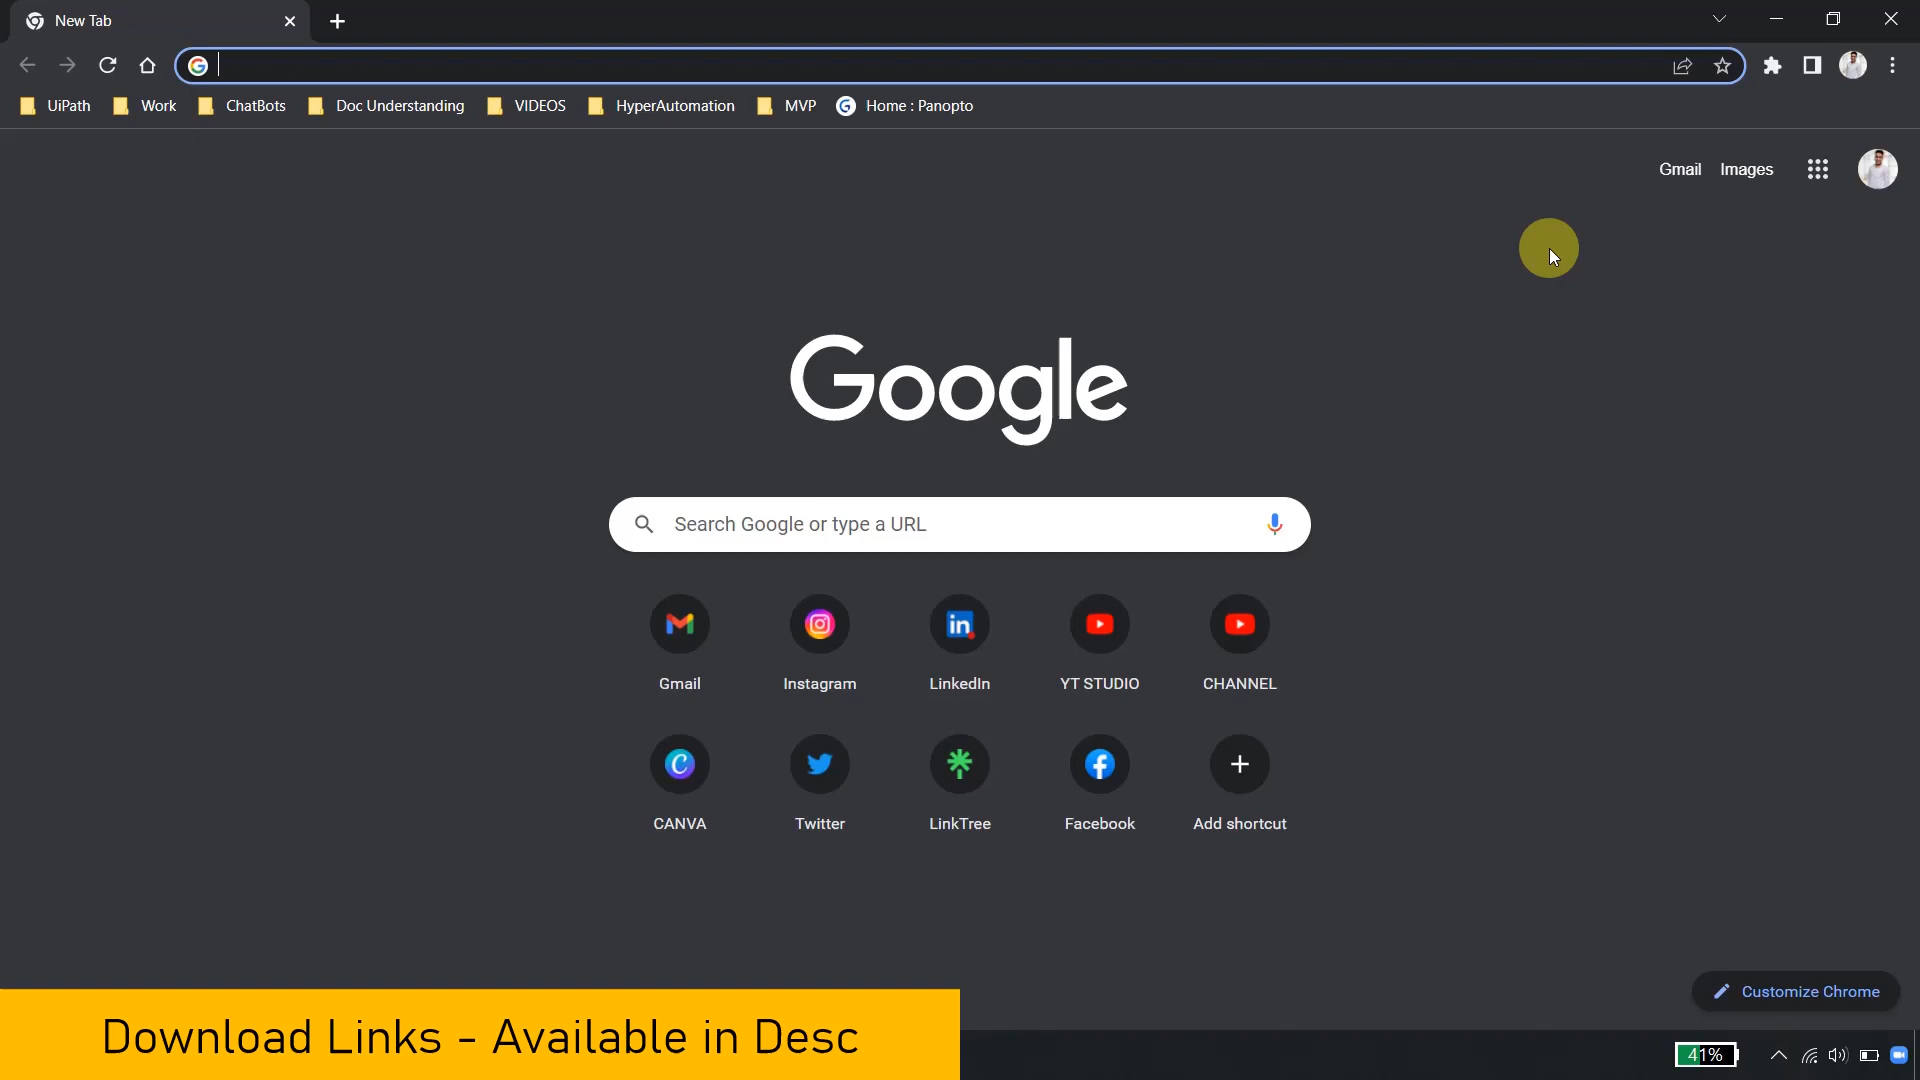 New Tab
UiPath
Work
ChatBots
Doc Understanding
VIDEOS
HyperAutomation
MVP
Home : Panopto
Gmail
Images
Google
Search Google or type a URL
Gmail
Instagram
LinkedIn
YT STUDIO
CHANNEL
CANVA
Twitter
LinkTree
Facebook
Add shortcut
Customize Chrome
Download Links - Available in Desc
41%